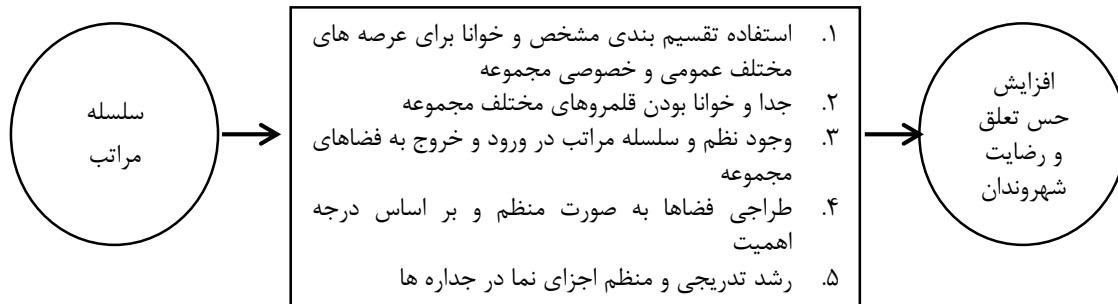 سلسله
مراتب
۱. استفاده تقسیم بندی مشخص و خوانا برای عرصه های
مختلف عمومی و خصوصی مجموعه
۲. جدا و خوانا بودن قلمروهای مختلف مجموعه
۳. وجود نظم و سلسله مراتب در ورود و خروج به فضاهای
مجموعه
۴. طراحی فضاها به صورت منظم و بر اساس درجه
اهمیت
۵. رشد تدریجی و منظم اجزای نما در جداره ها
افزایش
حس تعلق
و رضایت
شهروندان